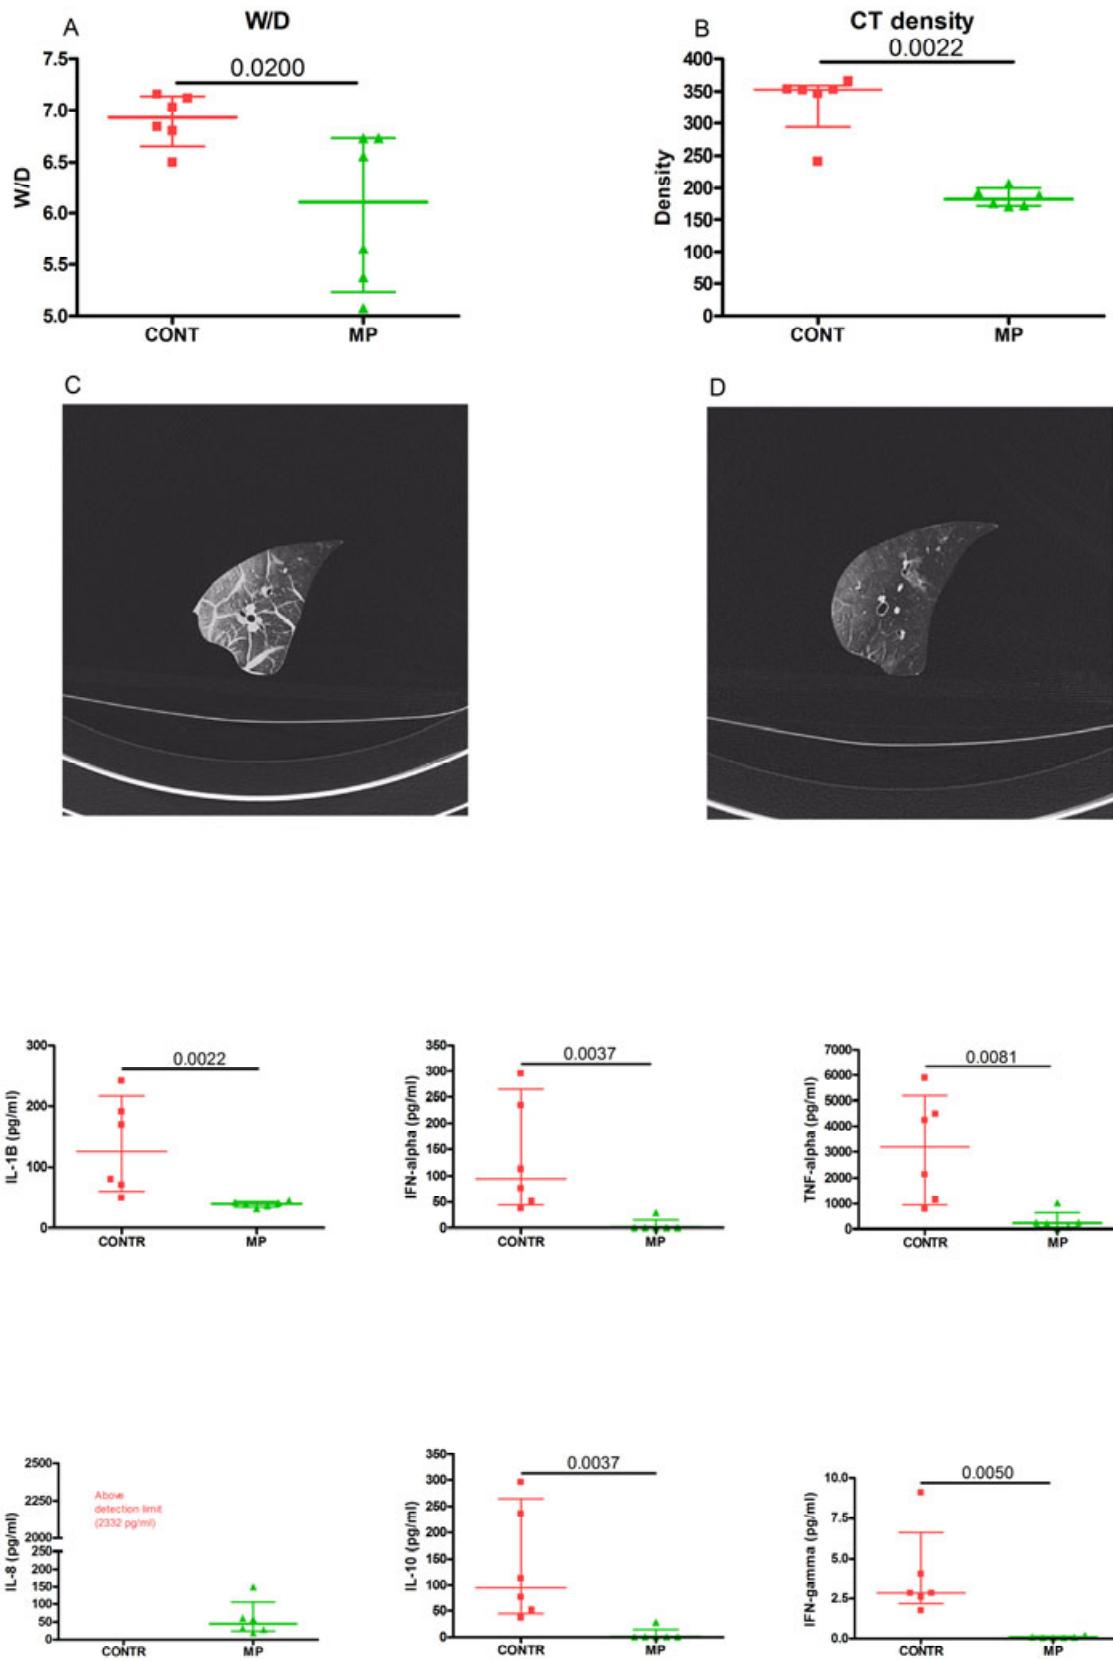 A
W/D
0.0200
W/D
7.5
7.0
6.5
6.0
5.5
5.0
CONT
MP
B
CT density
0.0022
Density
400
350
300
250
200
150
100
50
0
CONT
MP
C
D
0.0022
IL-1B (pg/ml)
300
200
100
0
CONTR
MP
0.0037
IFN-alpha (pg/ml)
350
300
250
200
150
100
50
0
CONTR
MP
0.0081
TNF-alpha (pg/ml)
7000
6000
5000
4000
3000
2000
1000
0
CONTR
MP
IL-8 (pg/ml)
2500
2250
2000
250
200
150
100
50
0
Above
detection limit
(2332 pg/ml)
CONTR
MP
0.0037
IL-10 (pg/ml)
350
300
250
200
150
100
50
0
CONTR
MP
0.0050
IFN-gamma (pg/ml)
10.0
7.5
5.0
2.5
0.0
CONTR
MP